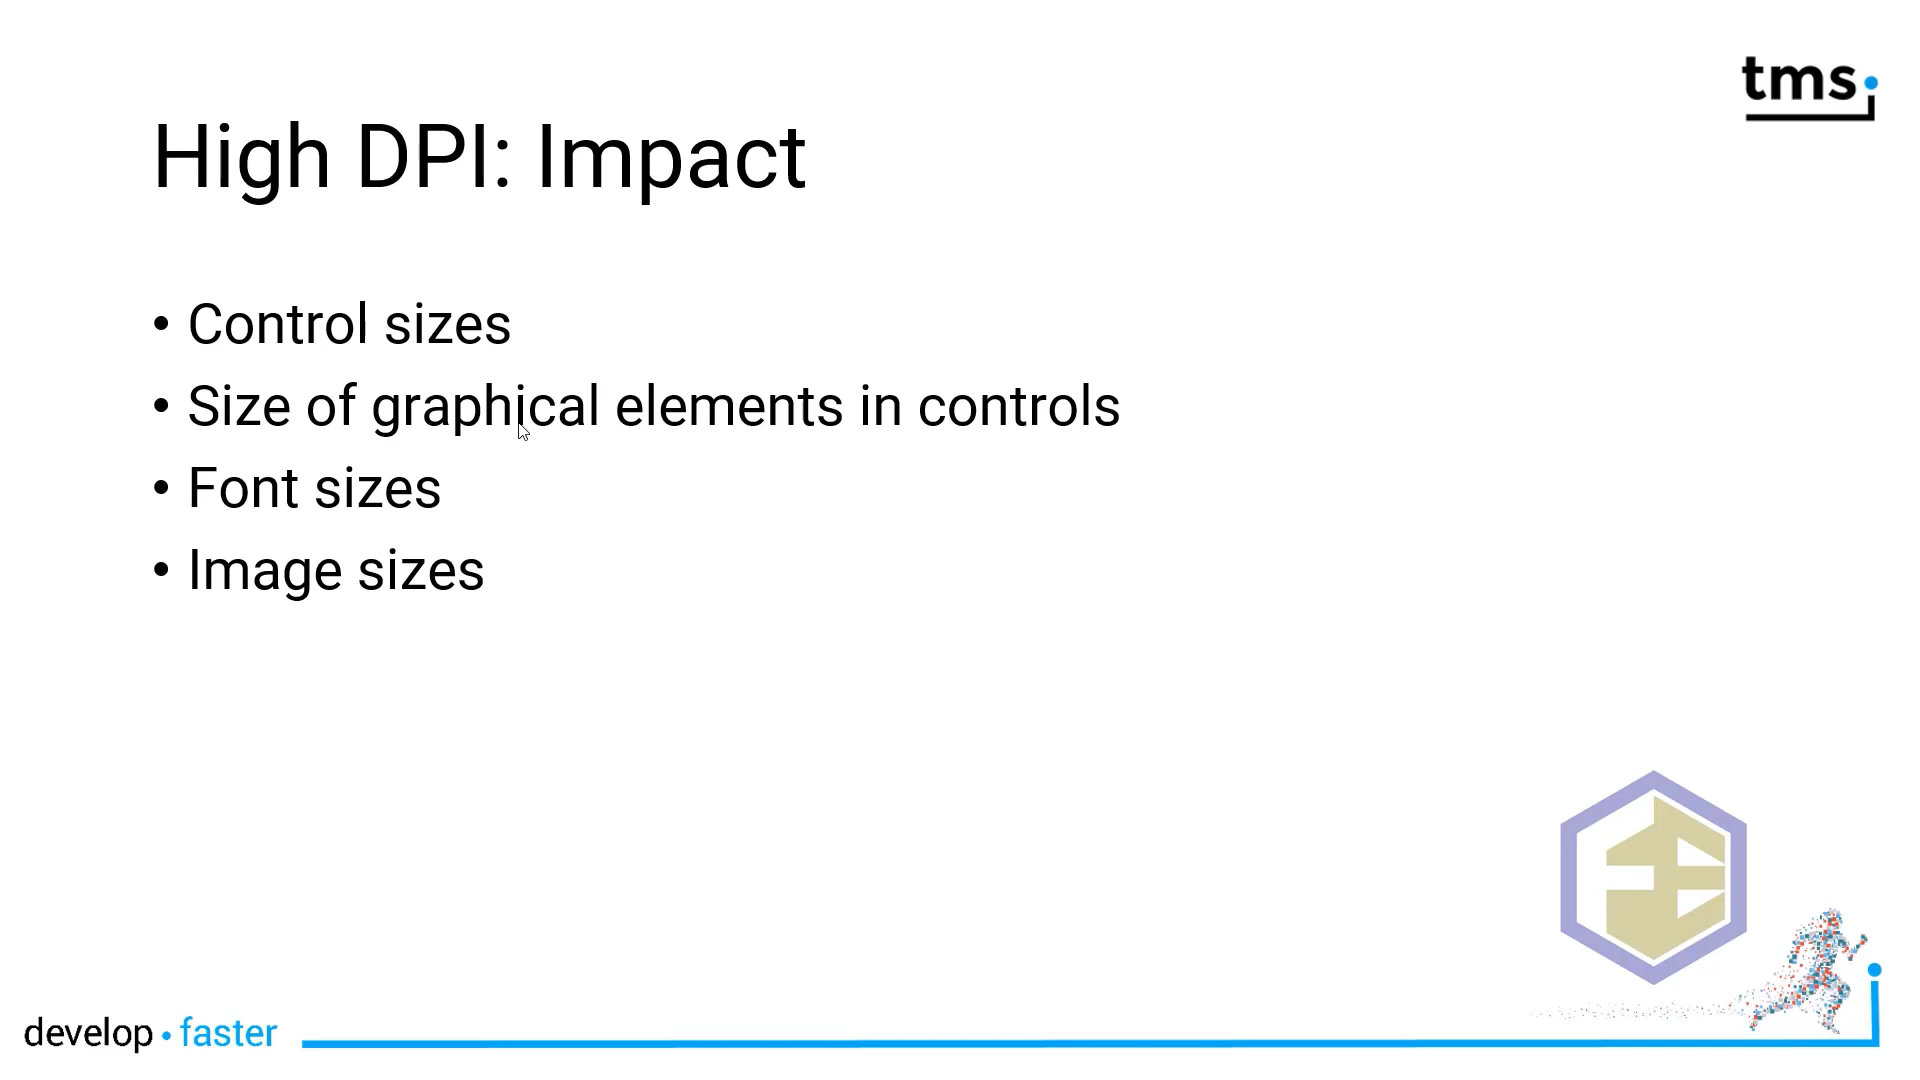 tms
High DPI: Impact
• Control sizes
• Size of graphical elements in controls
• Font sizes
• Image sizes
develop • faster